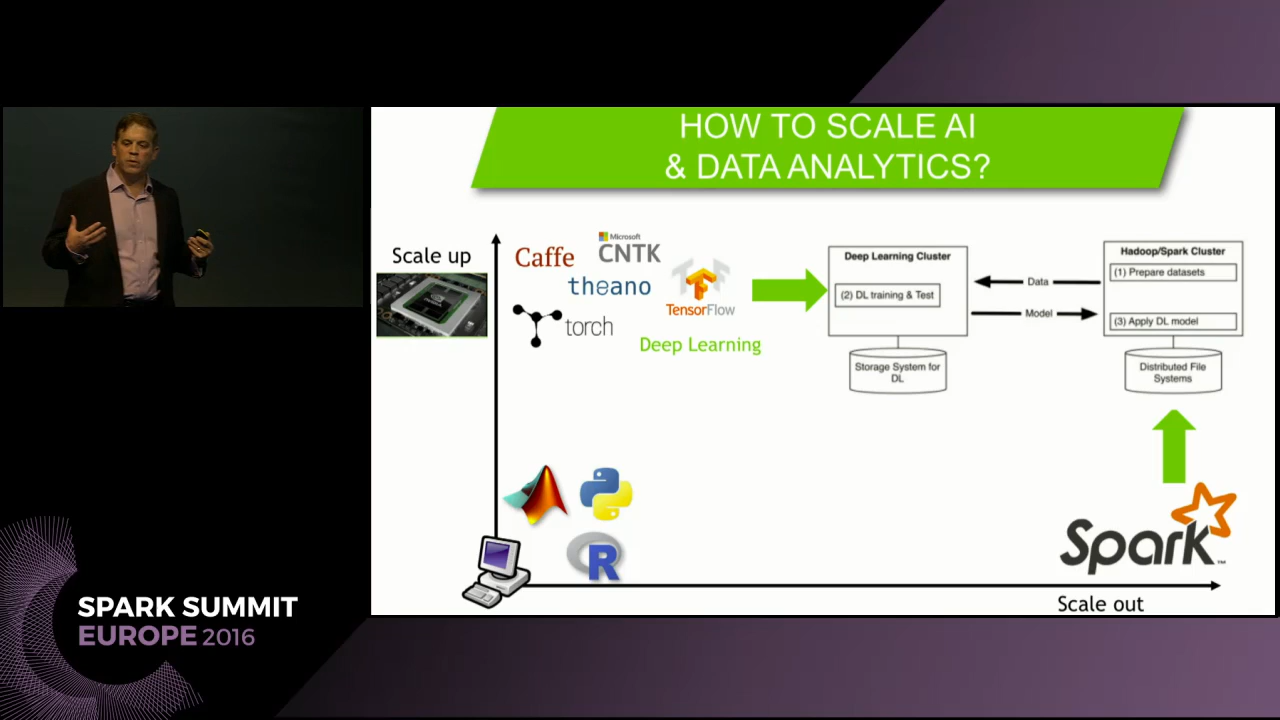 HOW TO SCALE AI
& DATA ANALYTICS?
Scale up
Caffe
Microsoft
CNTK
theano
TensorFlow
torch
Deep Learning
Deep Learning Cluster
(2) DL training & Test
Storage System for
DL
Data
Model
Hadoop/Spark Cluster
(1) Prepare datasets
(3) Apply DL model
Distributed File
Systems
R
Spark™
Scale out
SPARK SUMMIT
EUROPE 2016